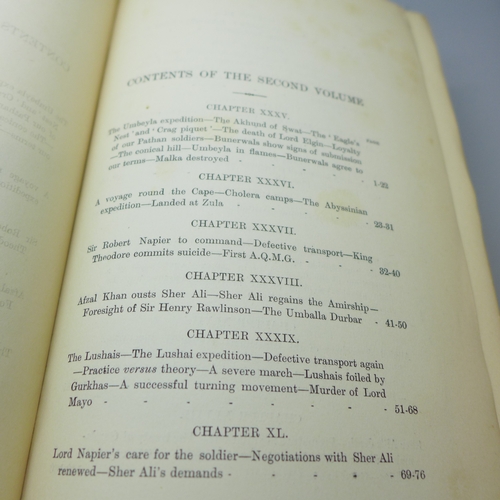 CONTENTS OF THE SECOND VOLUME
CHAPTER XXXV.
The Umbeyla expedition—The Akhund of Swat—The 'Eagle's
Nest' and 'Crag piquet'—The death of Lord Elgin—Loyalty
of our Pathan soldiers—Bunerwals show signs of submission
—The conical hill—Umbeyla in flames—Bunerwals agree to
our terms—Malka destroyed - - - - 1-22
CHAPTER XXXVI.
A voyage round the Cape—Cholera camps—The Abyssinian
expedition—Landed at Zula - - - - 23-31
CHAPTER XXXVII.
Sir Robert Napier to command—Defective transport—King
Theodore commits suicide—First A.Q.M.G. - - - 32-40
CHAPTER XXXVIII.
Afzal Khan ousts Sher Ali—Sher Ali regains the Amirship—
Foresight of Sir Henry Rawlinson—The Umballa Durbar - 41-50
CHAPTER XXXIX.
The Lushais—The Lushai expedition—Defective transport again
—Practice versus theory—A severe march—Lushais foiled by
Gurkhas—A successful turning movement—Murder of Lord
Mayo - - - - - - - - 51-68
CHAPTER XL.
Lord Napier's care for the soldier—Negotiations with Sher Ali
renewed—Sher Ali's demands - - - - - 69-76